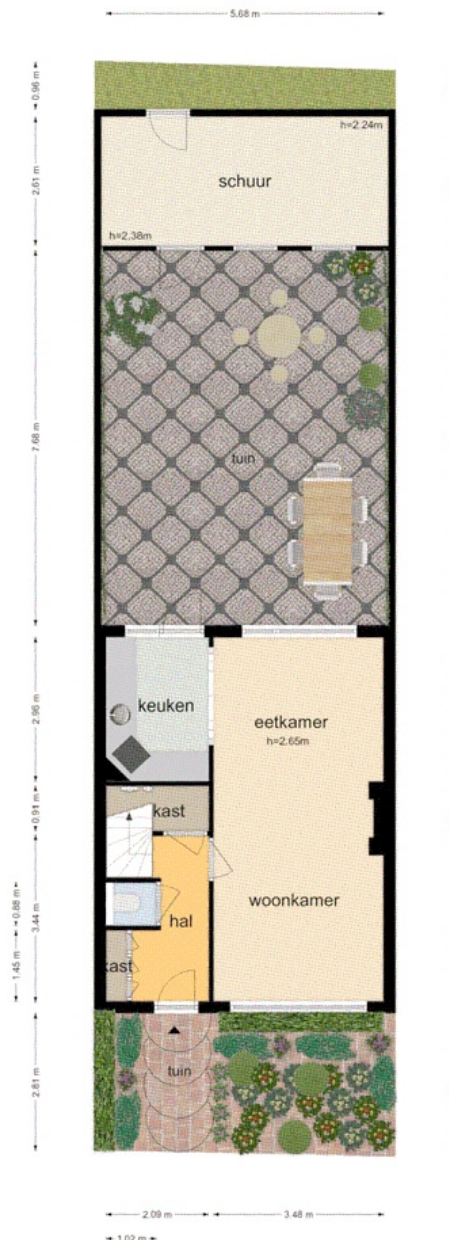 5.68 m
0.96 m
h=2.24m
2.61 m
schuur
h=2.38m
7.68 m
tuin
2.96 m
keuken
eetkamer
h=2.65m
0.91 m
kast
3.44 m
0.88 m
woonkamer
hal
1.45 m
kast
2.81 m
tuin
2.09 m
3.48 m
1.02 m